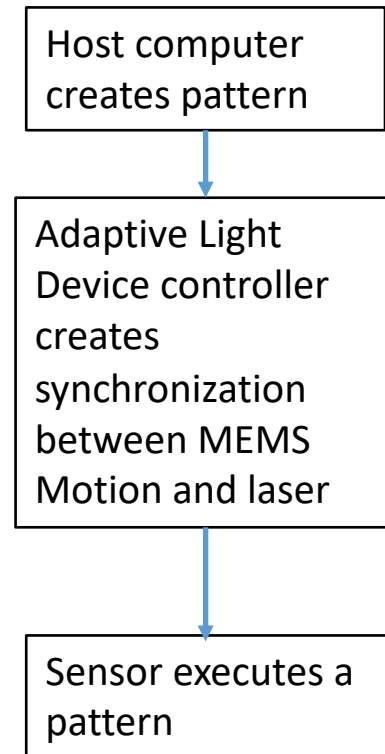 Host computer
creates pattern
Adaptive Light
Device controller
creates
synchronization
between MEMS
Motion and laser
Sensor executes a
pattern